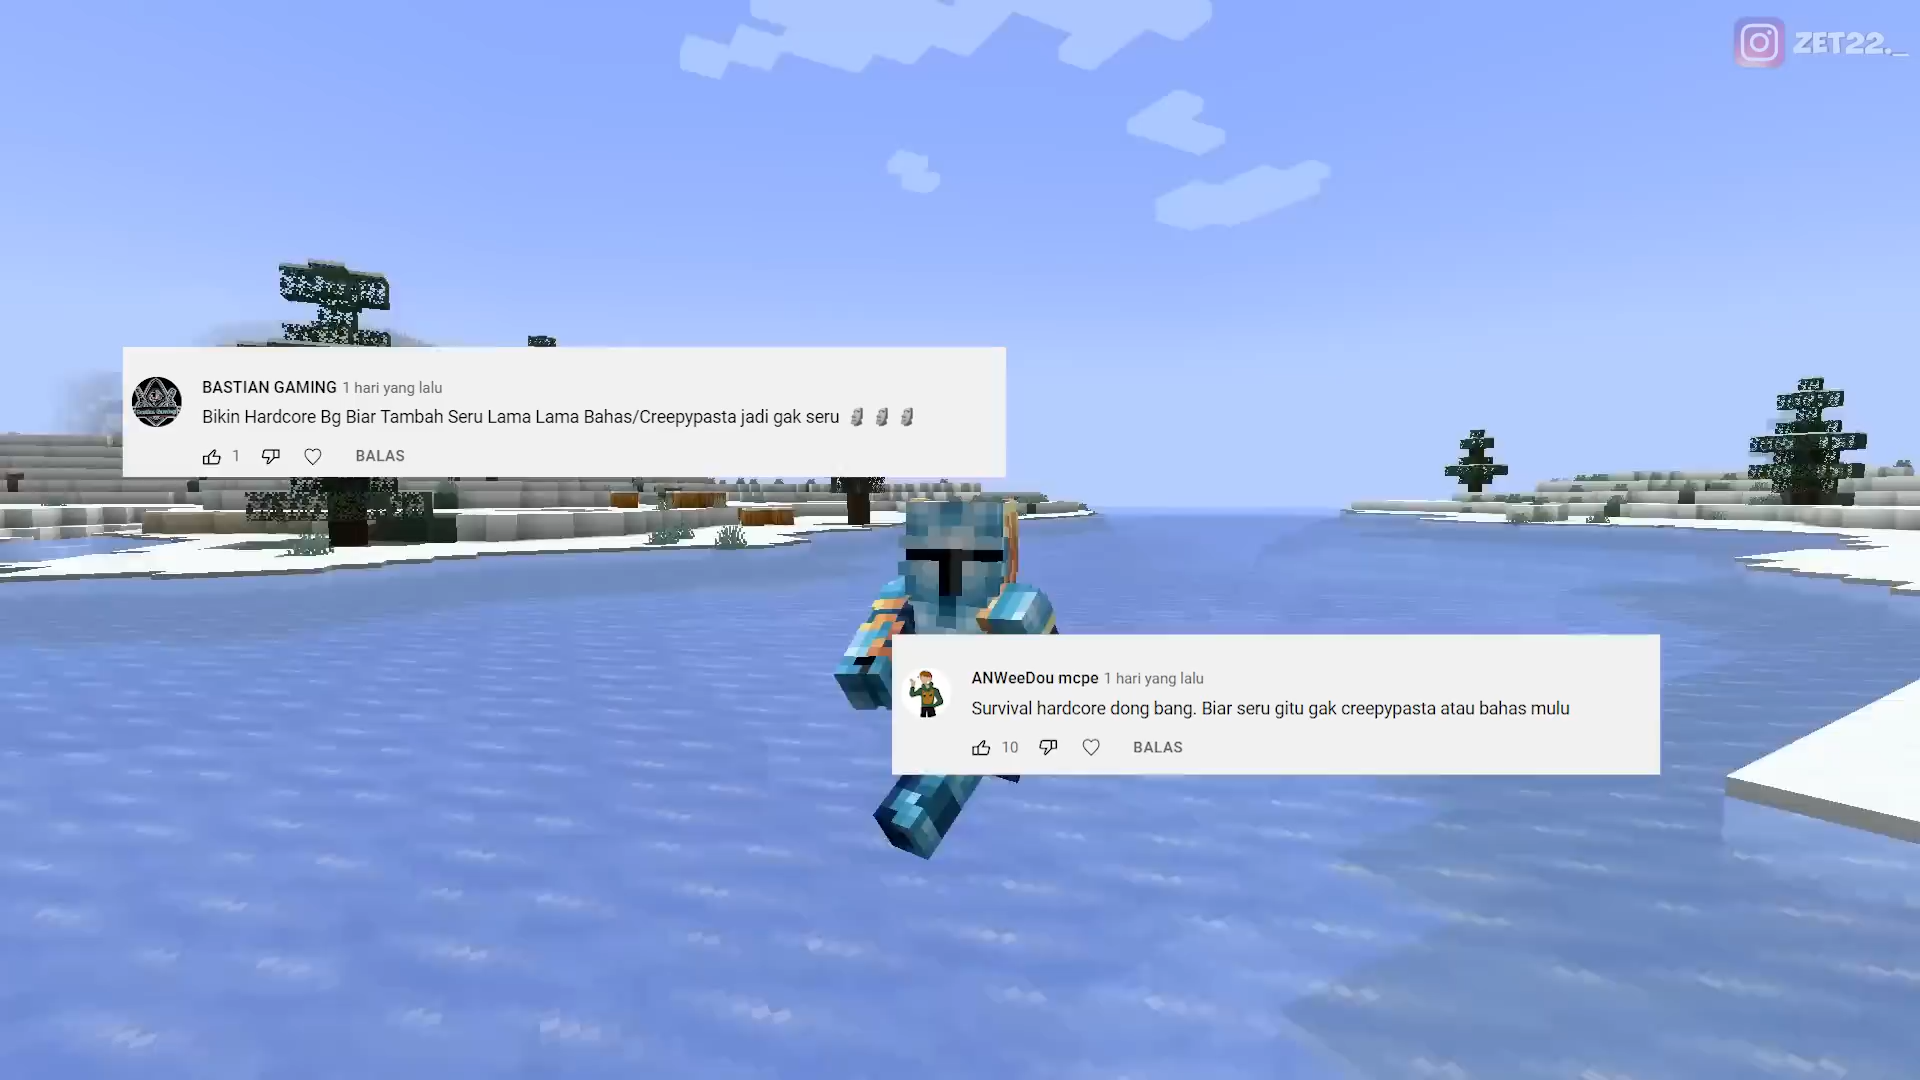 ZET22._
BASTIAN GAMING 1 hari yang lalu
Bikin Hardcore Bg Biar Tambah Seru Lama Lama Bahas/Creepypasta jadi gak seru 🗿 🗿 🗿
1 BALAS
ANWeeDou mcpe 1 hari yang lalu
Survival hardcore dong bang. Biar seru gitu gak creepypasta atau bahas mulu
10 BALAS